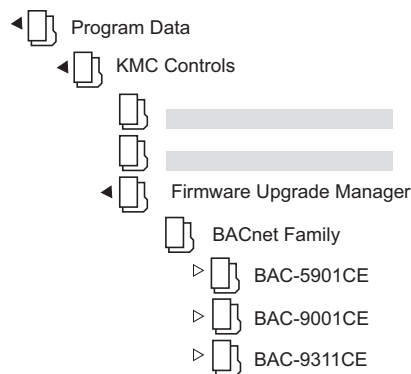 Program Data
KMC Controls
Firmware Upgrade Manager
BACnet Family
BAC-5901CE
BAC-9001CE
BAC-9311CE